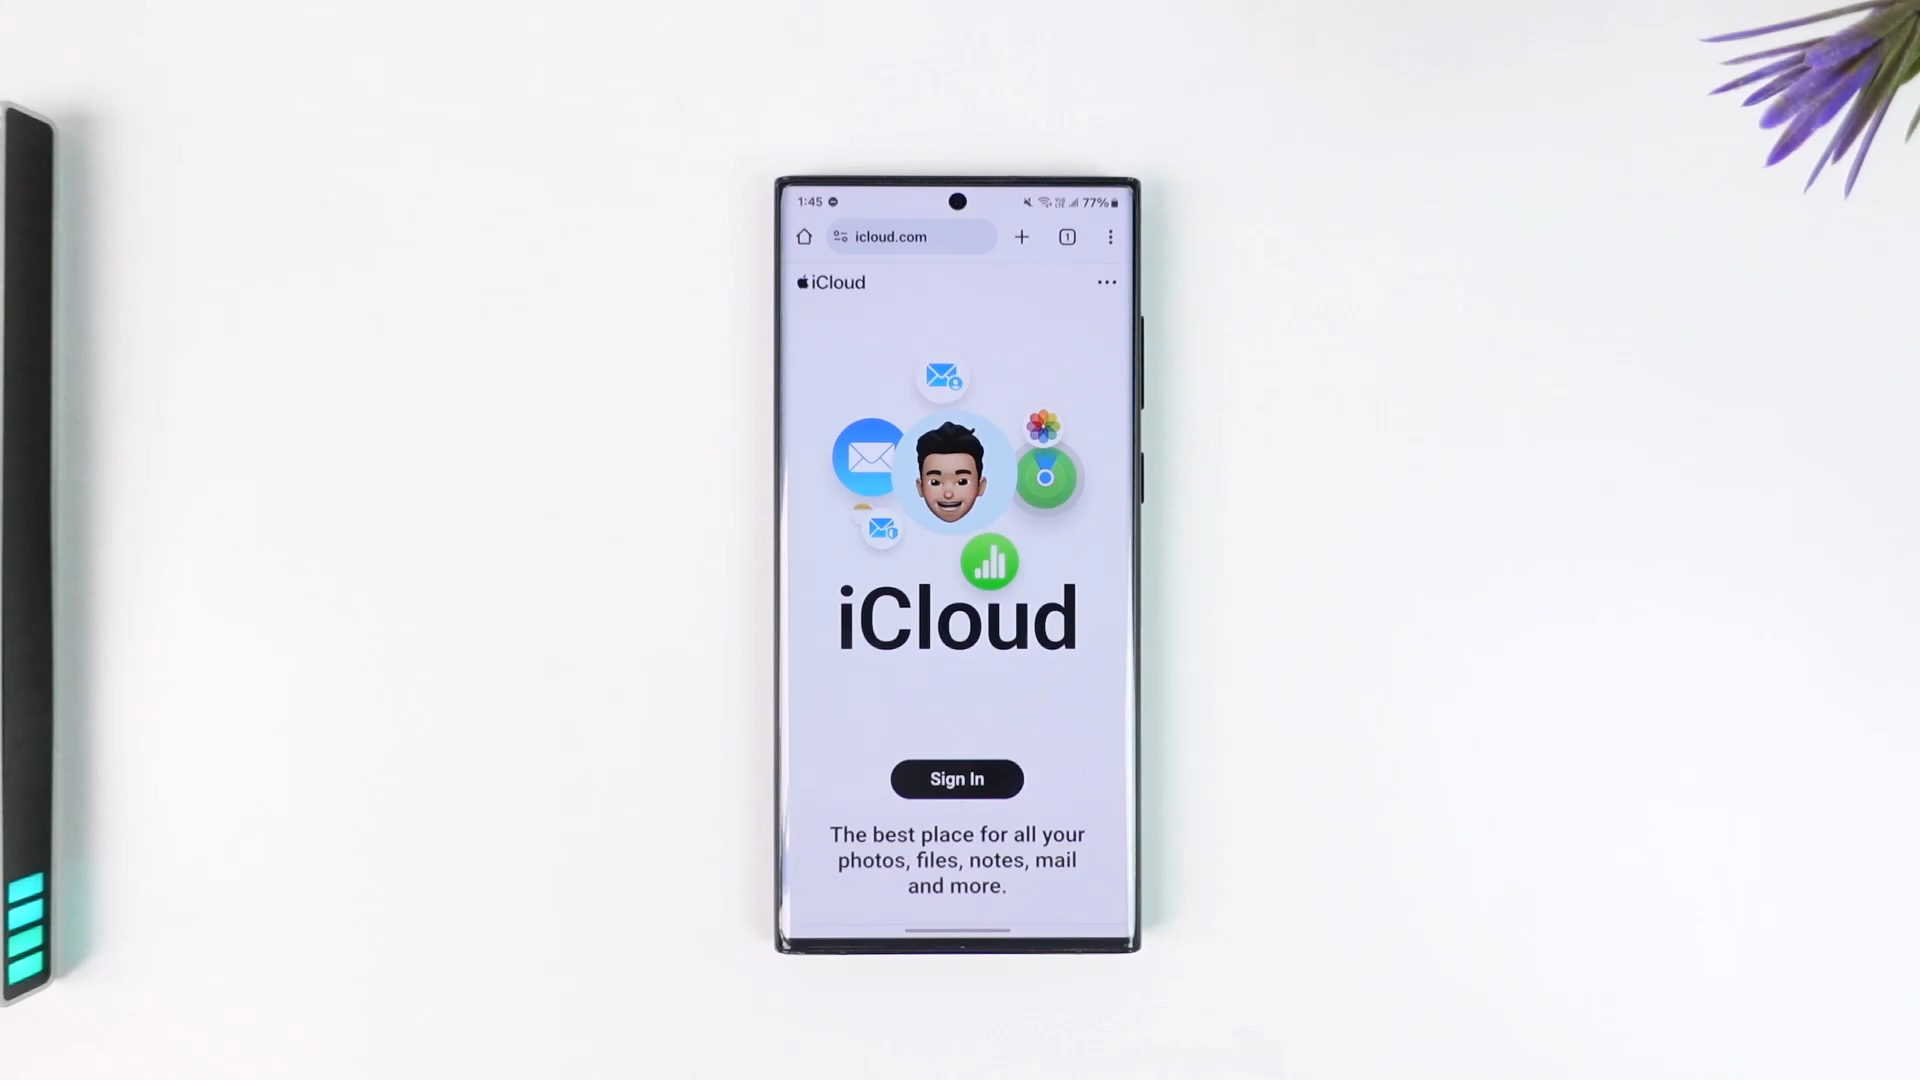 1:45
77%
icloud.com
1
iCloud
iCloud
Sign In
The best place for all your
photos, files, notes, mail
and more.